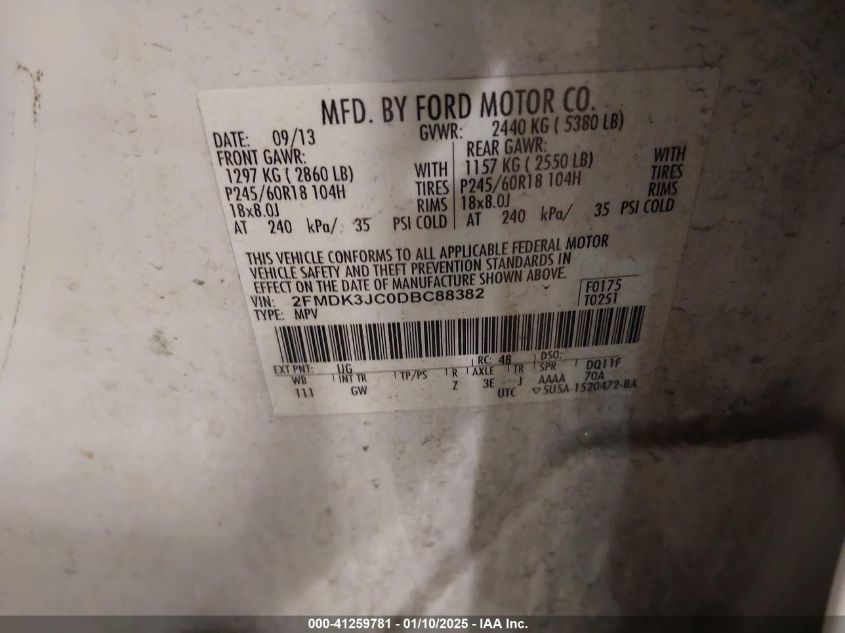 MFD. BY FORD MOTOR CO.
DATE: 09/13 GVWR: 2440 KG ( 5380 LB)
FRONT GAWR: REAR GAWR:
1297 KG ( 2860 LB) WITH 1157 KG ( 2550 LB) WITH
P245/60R18 104H TIRES P245/60R18 104H TIRES
18x8.0J RIMS 18x8.0J RIMS
AT 240 kPa/ 35 PSI COLD AT 240 kPa/ 35 PSI COLD
THIS VEHICLE CONFORMS TO ALL APPLICABLE FEDERAL MOTOR
VEHICLE SAFETY AND THEFT PREVENTION STANDARDS IN
EFFECT ON THE DATE OF MANUFACTURE SHOWN ABOVE.
VIN: 2FMDK3JC0DBC88382 F0175
TYPE: MPV T0251
EXT PNT: UG RC: 48 DSO:
WB INT TR TP/PS R AXLE TR SPR DQ11F
111 GW Z 3E J AAAA 70A
UTC 5U5A-1520472-BA
000-41259781 - 01/10/2025 - IAA Inc.